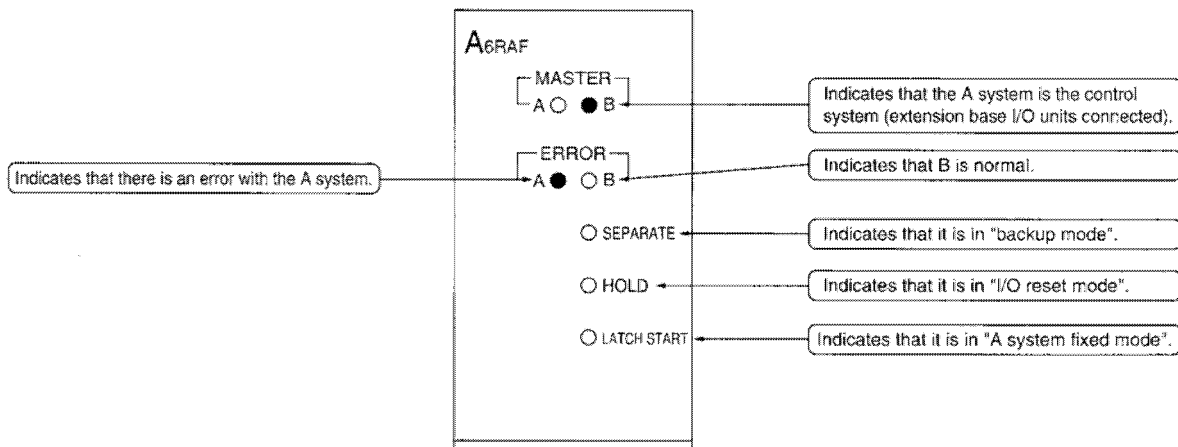 A6RAF
MASTER
A B
Indicates that the A system is the control
system (extension base I/O units connected).
ERROR
A B
Indicates that there is an error with the A system.
Indicates that B is normal.
SEPARATE
Indicates that it is in "backup mode".
HOLD
Indicates that it is in "I/O reset mode".
LATCH START
Indicates that it is in "A system fixed mode".